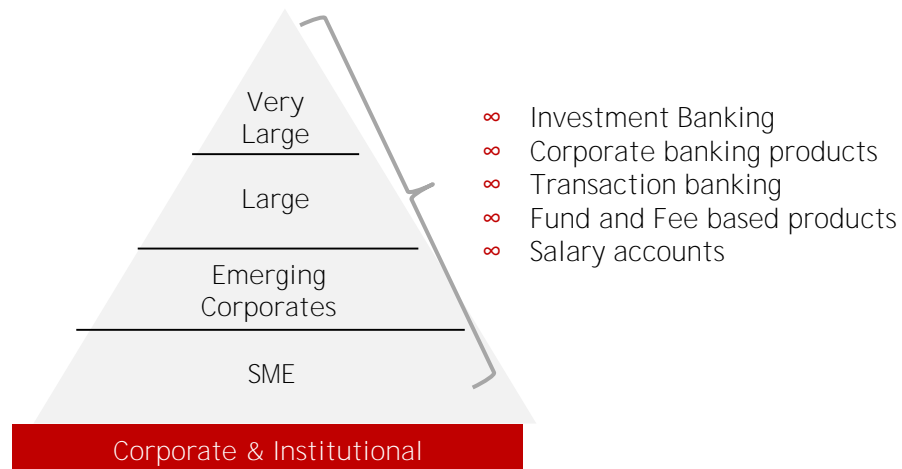 Very
Large
Large
Emerging
Corporates
SME
Corporate & Institutional
∞ Investment Banking
∞ Corporate banking products
∞ Transaction banking
∞ Fund and Fee based products
∞ Salary accounts